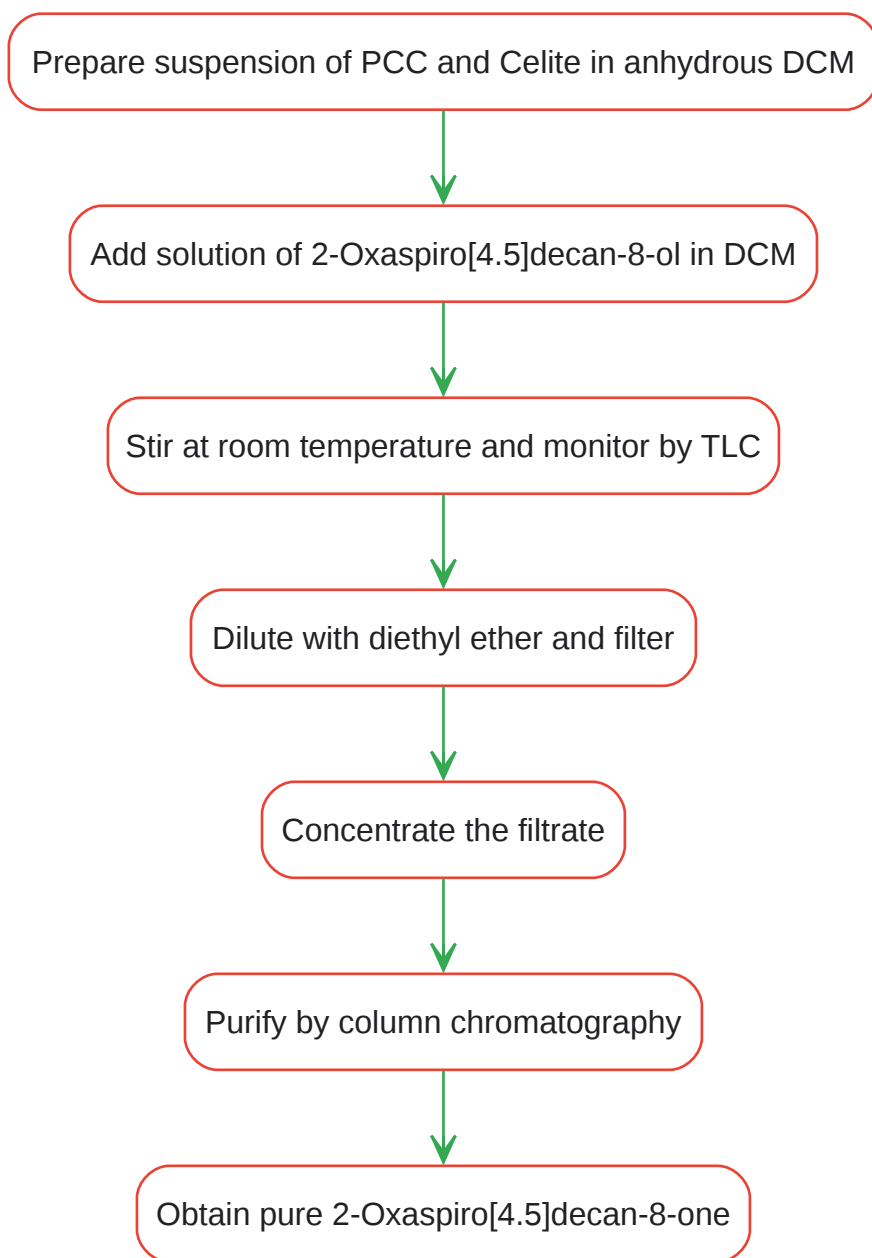 Prepare suspension of PCC and Celite in anhydrous DCM
Add solution of 2-Oxaspiro[4.5]decan-8-ol in DCM
Stir at room temperature and monitor by TLC
Dilute with diethyl ether and filter
Concentrate the filtrate
Purify by column chromatography
Obtain pure 2-Oxaspiro[4.5]decan-8-one